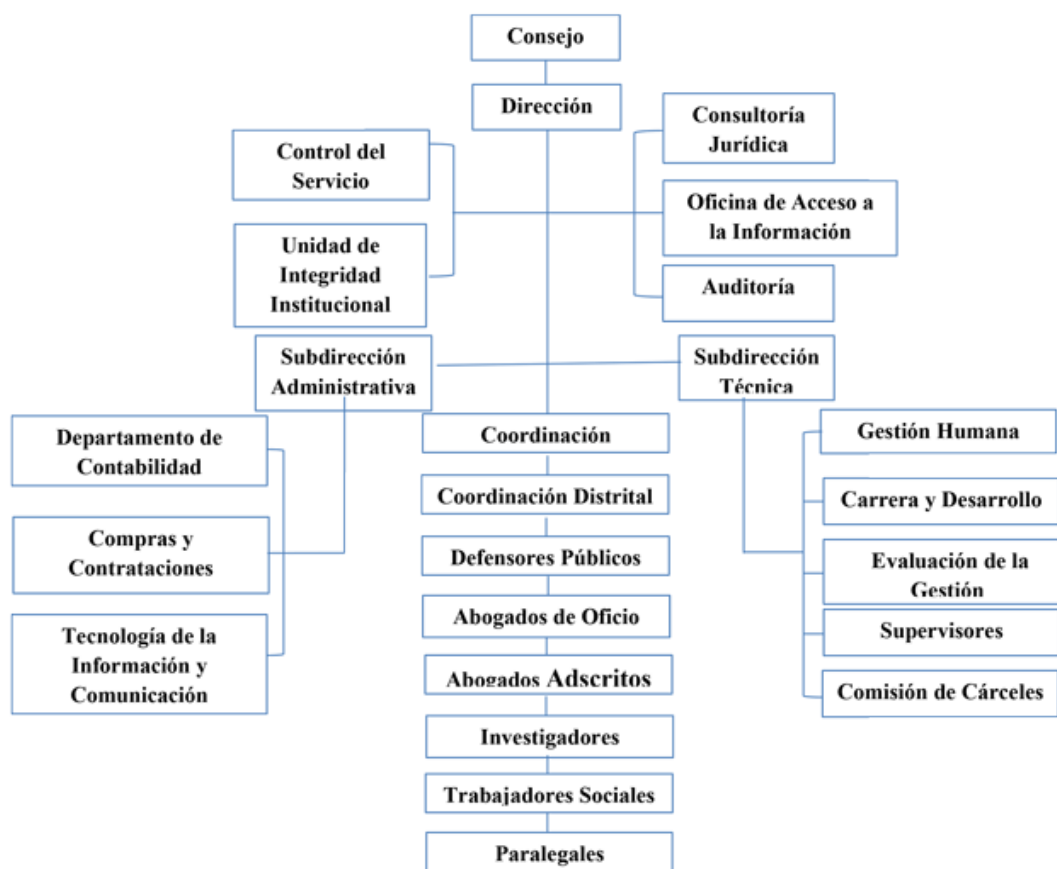 Consejo
Dirección
Consultoría
Jurídica
Control del
Servicio
Oficina de Acceso a
la Información
Unidad de
Integridad
Institucional
Auditoría
Subdirección
Administrativa
Subdirección
Técnica
Departamento de
Contabilidad
Coordinación
Gestión Humana
Coordinación Distrital
Carrera y Desarrollo
Compras y
Contrataciones
Defensores Públicos
Evaluación de la
Gestión
Abogados de Oficio
Supervisores
Tecnología de la
Información y
Comunicación
Abogados Adscritos
Comisión de Cárceles
Investigadores
Trabajadores Sociales
Paralegales